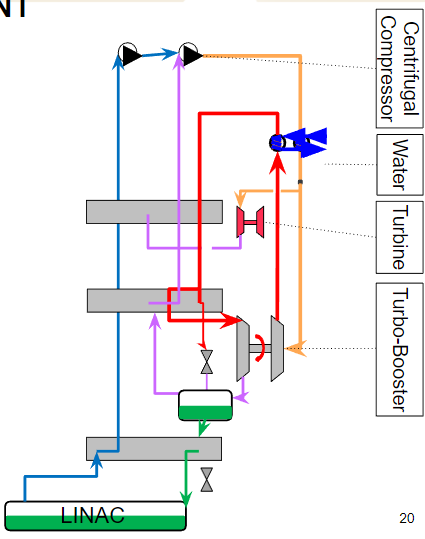 NT
Centrifugal
Compressor
Water
Turbine
Turbo-Booster
LINAC
20